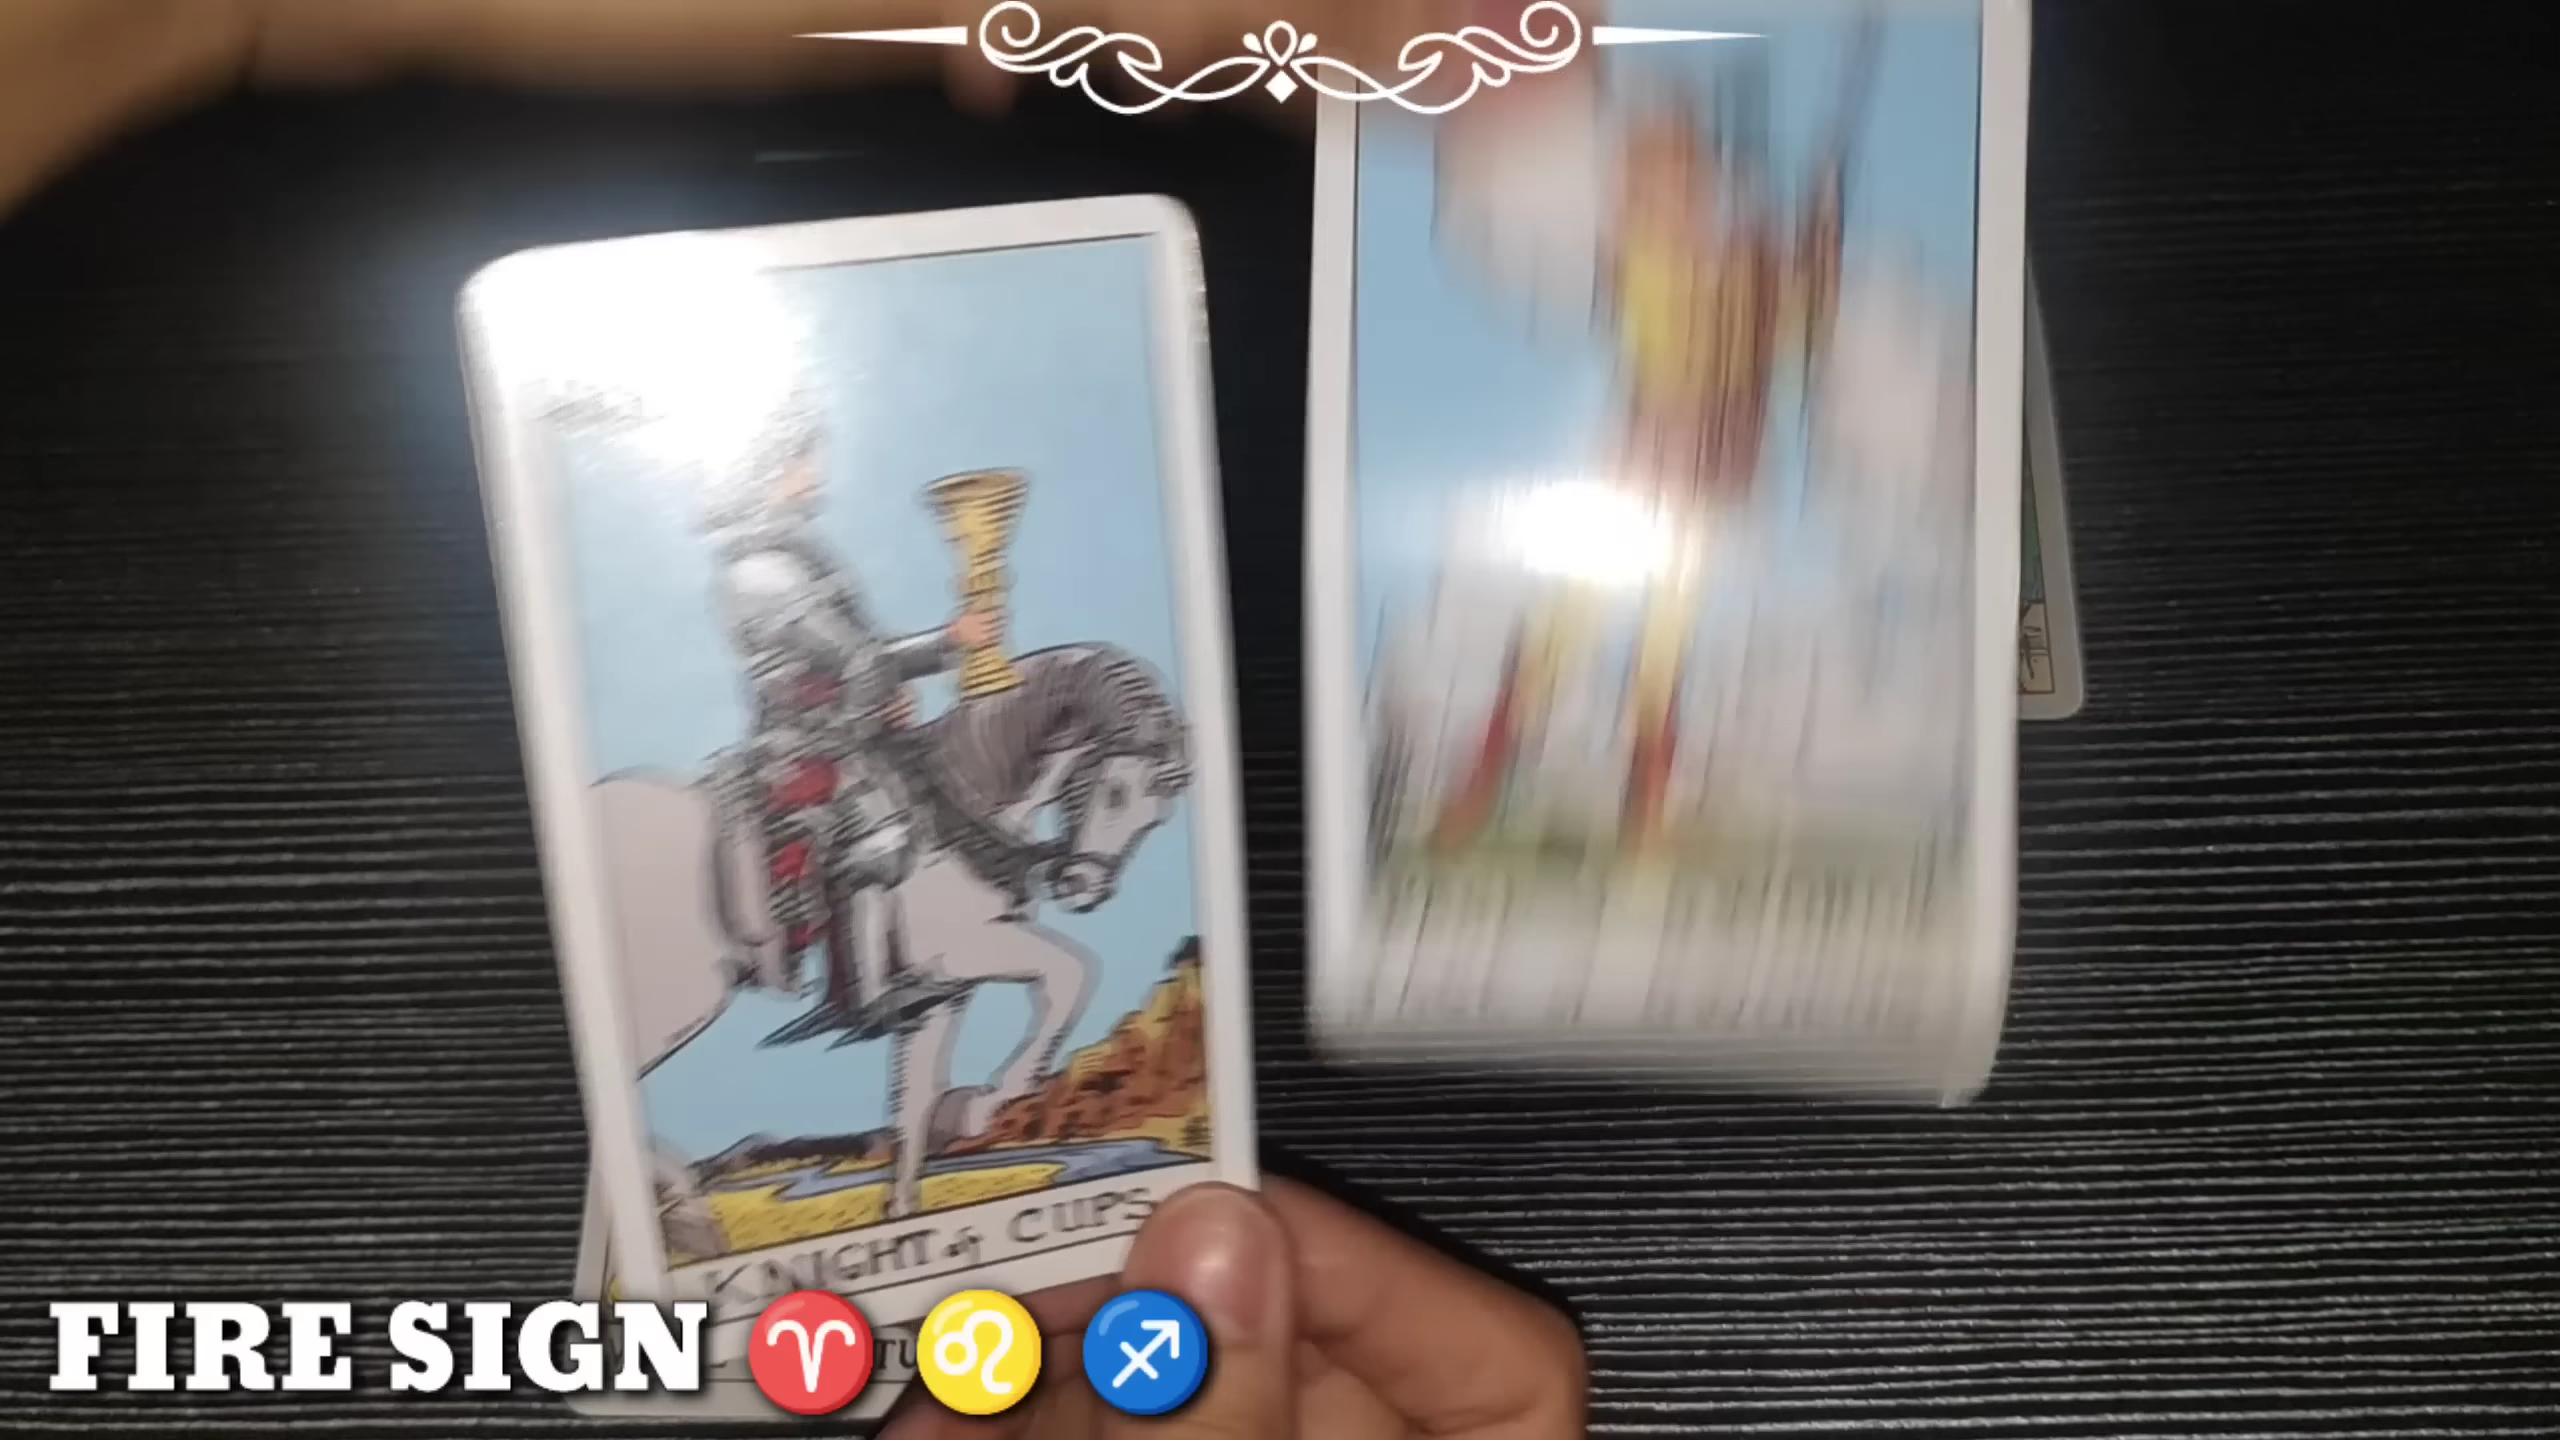 KNIGHT of CUPS
FIRE SIGN ♈ ♌ ♐